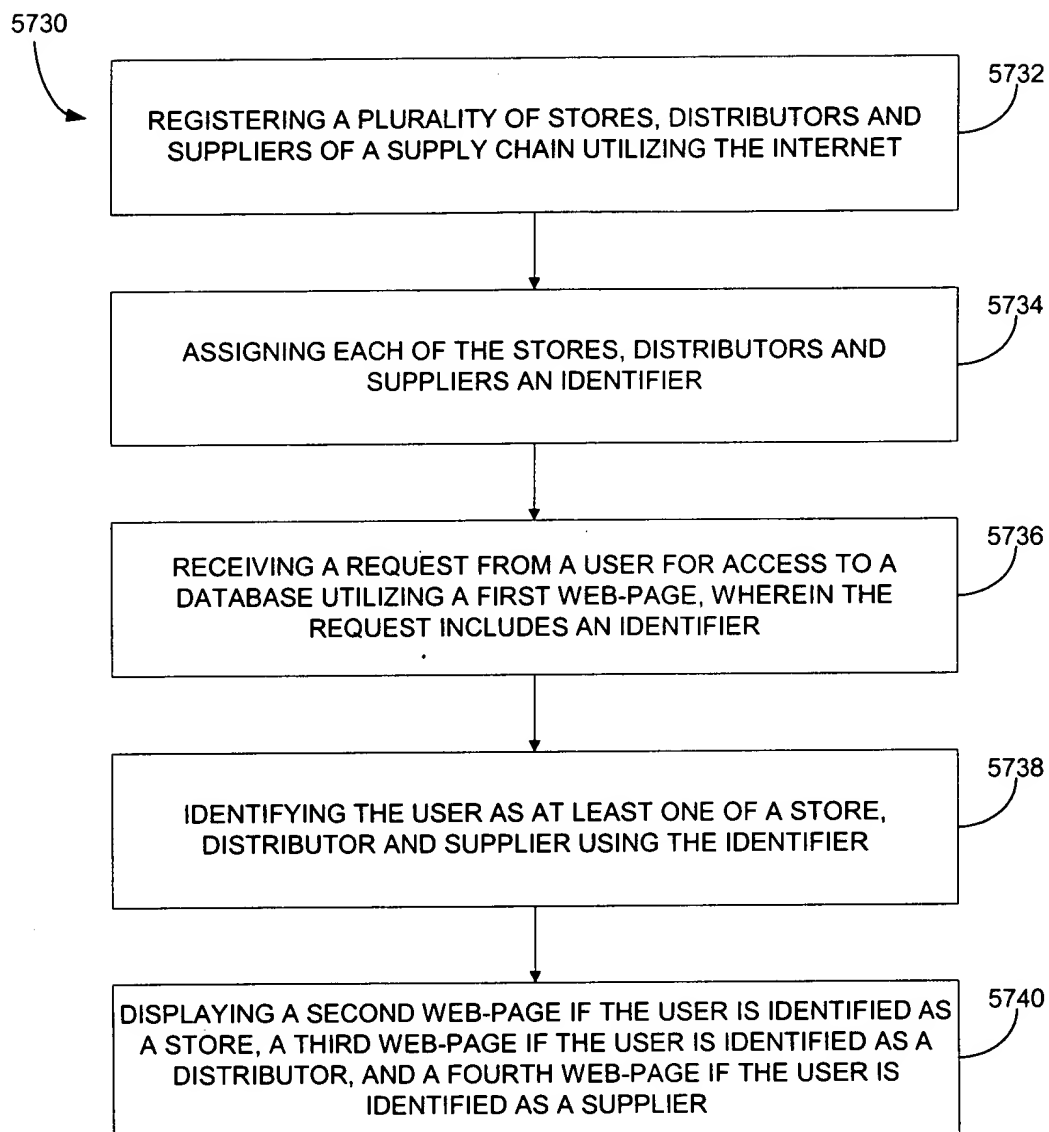 5730
5732
REGISTERING A PLURALITY OF STORES, DISTRIBUTORS AND
SUPPLIERS OF A SUPPLY CHAIN UTILIZING THE INTERNET
5734
ASSIGNING EACH OF THE STORES, DISTRIBUTORS AND
SUPPLIERS AN IDENTIFIER
5736
RECEIVING A REQUEST FROM A USER FOR ACCESS TO A
DATABASE UTILIZING A FIRST WEB-PAGE, WHEREIN THE
REQUEST INCLUDES AN IDENTIFIER
5738
IDENTIFYING THE USER AS AT LEAST ONE OF A STORE,
DISTRIBUTOR AND SUPPLIER USING THE IDENTIFIER
5740
DISPLAYING A SECOND WEB-PAGE IF THE USER IS IDENTIFIED AS
A STORE, A THIRD WEB-PAGE IF THE USER IS IDENTIFIED AS A
DISTRIBUTOR, AND A FOURTH WEB-PAGE IF THE USER IS
IDENTIFIED AS A SUPPLIER